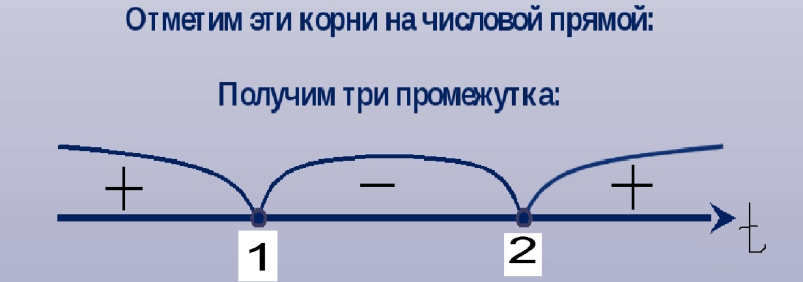 Отметим эти корни на числовой прямой:
Получим три промежутка:
+ − +
1 2 t